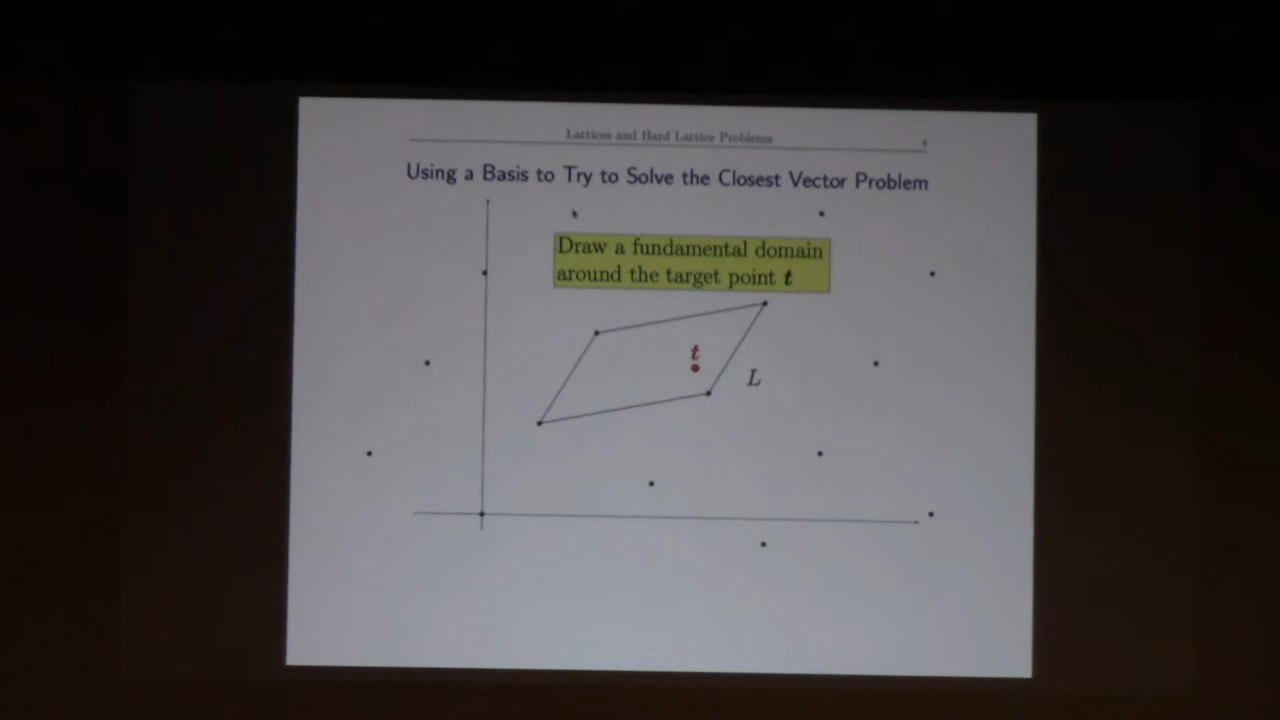 Lattices and Hard Lattice Problems 4
Using a Basis to Try to Solve the Closest Vector Problem
Draw a fundamental domain
around the target point t
t
L